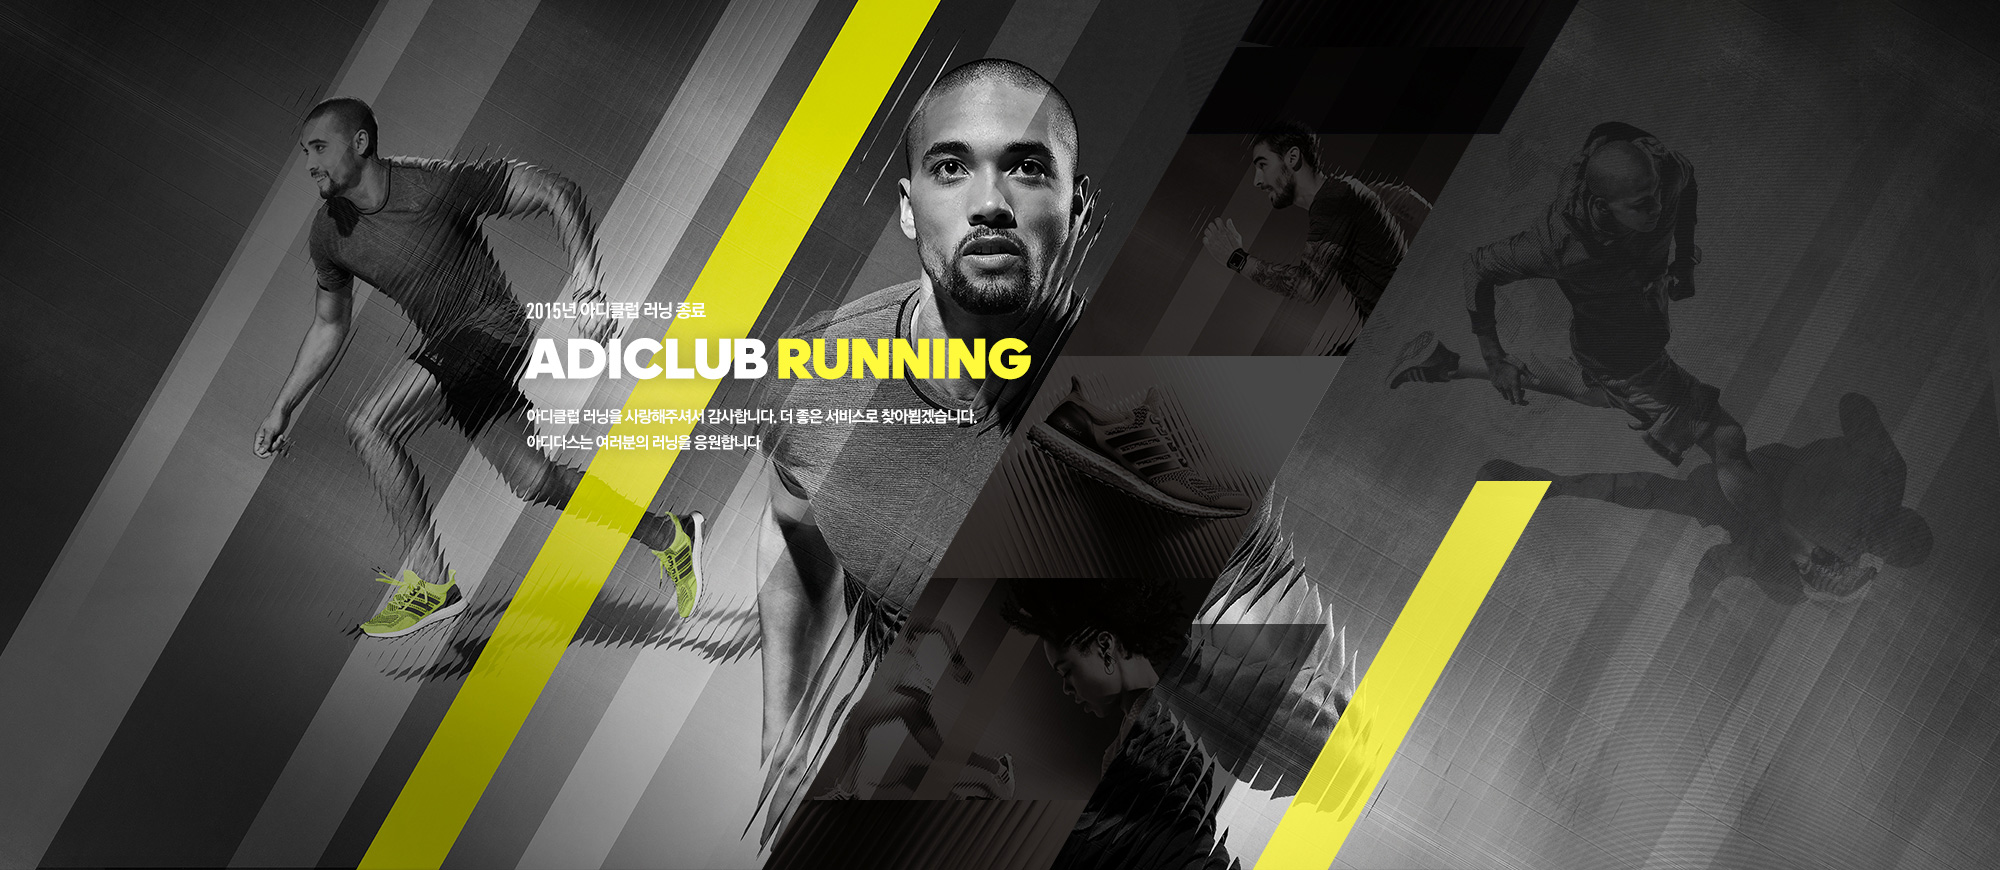 2015년 아디클럽 러닝 종료
ADICLUB RUNNING
아디클럽 러닝을 사랑해주셔서 감사합니다. 더 좋은 서비스로 찾아뵙겠습니다.
아디다스는 여러분의 러닝을 응원합니다